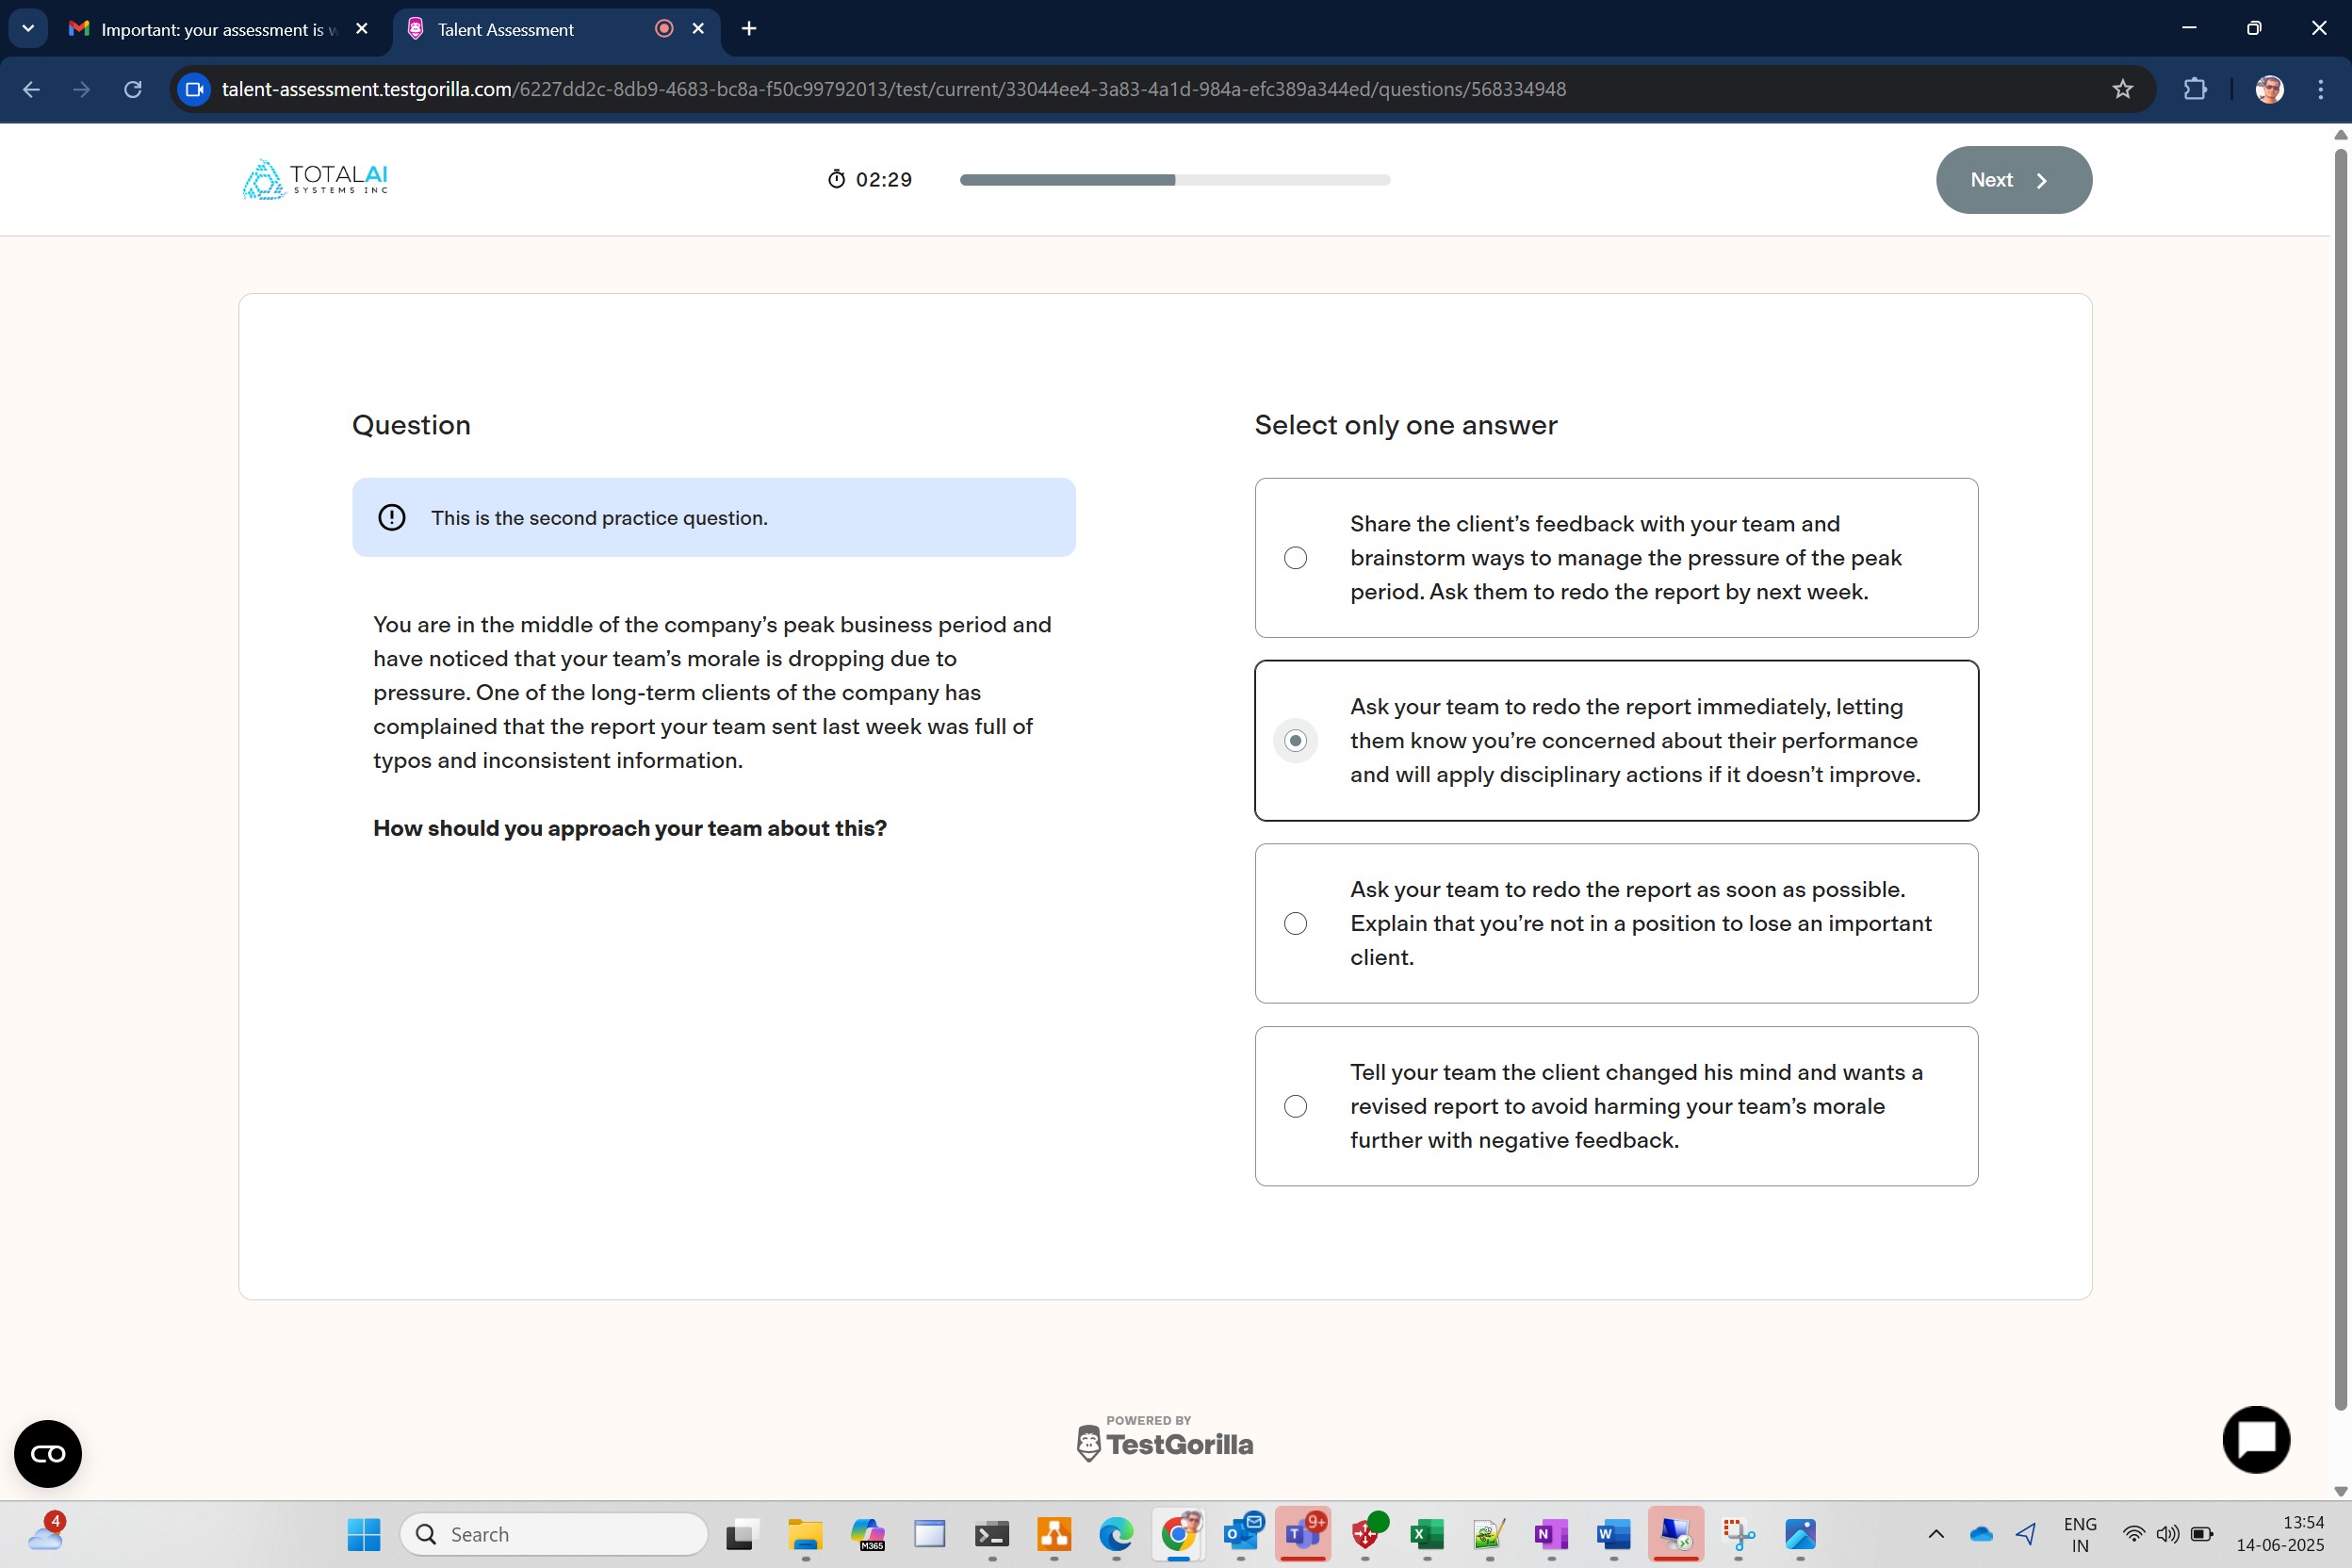 Important: your assessment is w
Talent Assessment
talent-assessment.testgorilla.com/6227dd2c-8db9-4683-bc8a-f50c99792013/test/current/33044ee4-3a83-4a1d-984a-efc389a344ed/questions/568334948
TOTALAI
SYSTEMS INC
02:29
Next
Question
This is the second practice question.
You are in the middle of the company’s peak business period and
have noticed that your team’s morale is dropping due to
pressure. One of the long-term clients of the company has
complained that the report your team sent last week was full of
typos and inconsistent information.
How should you approach your team about this?
Select only one answer
Share the client’s feedback with your team and
brainstorm ways to manage the pressure of the peak
period. Ask them to redo the report by next week.
Ask your team to redo the report immediately, letting
them know you’re concerned about their performance
and will apply disciplinary actions if it doesn’t improve.
Ask your team to redo the report as soon as possible.
Explain that you’re not in a position to lose an important
client.
Tell your team the client changed his mind and wants a
revised report to avoid harming your team’s morale
further with negative feedback.
POWERED BY
TestGorilla
4
Search
M365
9+
ENG
IN
13:54
14-06-2025